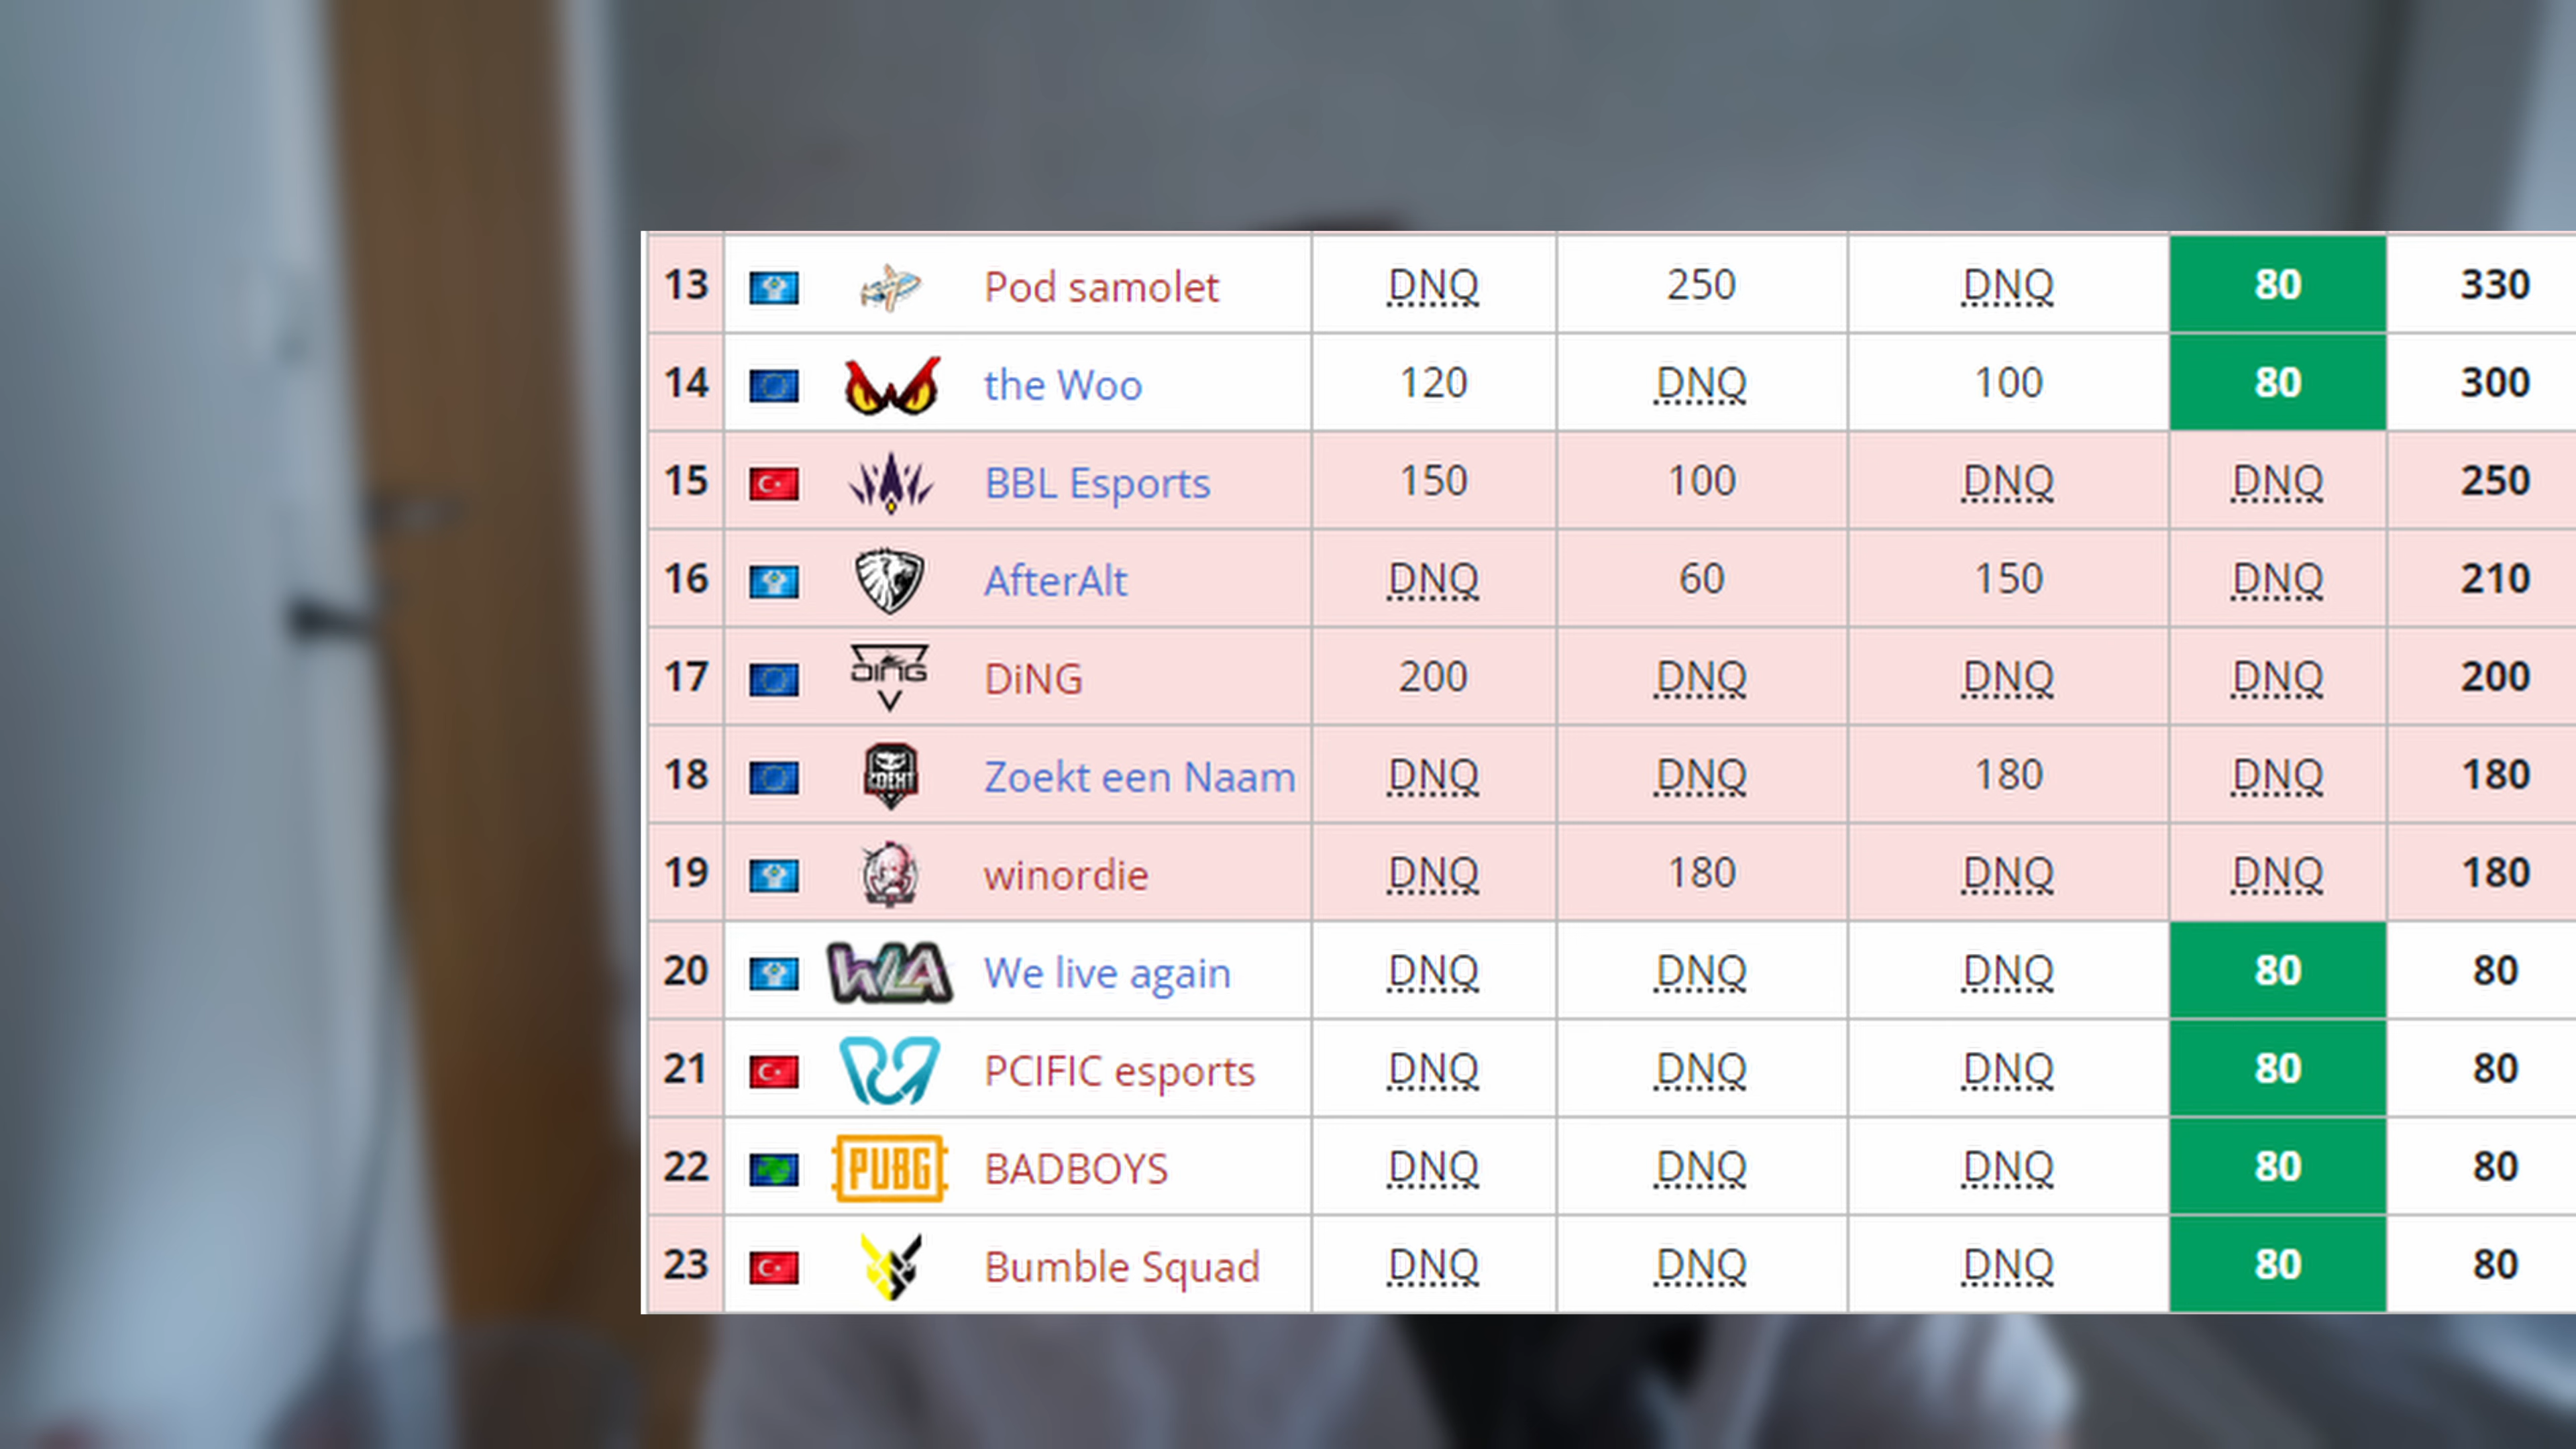 13 Pod samolet DNQ 250 DNQ 80 330
14 the Woo 120 DNQ 100 80 300
15 BBL Esports 150 100 DNQ DNQ 250
16 AfterAlt DNQ 60 150 DNQ 210
17 DiNG DiNG 200 DNQ DNQ DNQ 200
18 ZOEKT Zoekt een Naam DNQ DNQ 180 DNQ 180
19 winordie DNQ 180 DNQ DNQ 180
20 WLA We live again DNQ DNQ DNQ 80 80
21 PCIFIC esports DNQ DNQ DNQ 80 80
22 PUBG BADBOYS DNQ DNQ DNQ 80 80
23 Bumble Squad DNQ DNQ DNQ 80 80